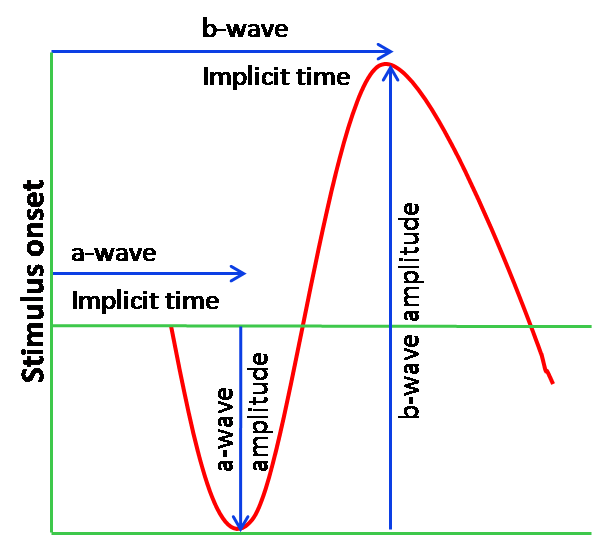 b-wave
Implicit time
Stimulus onset
a-wave
Implicit time
a-wave
amplitude
b-wave amplitude